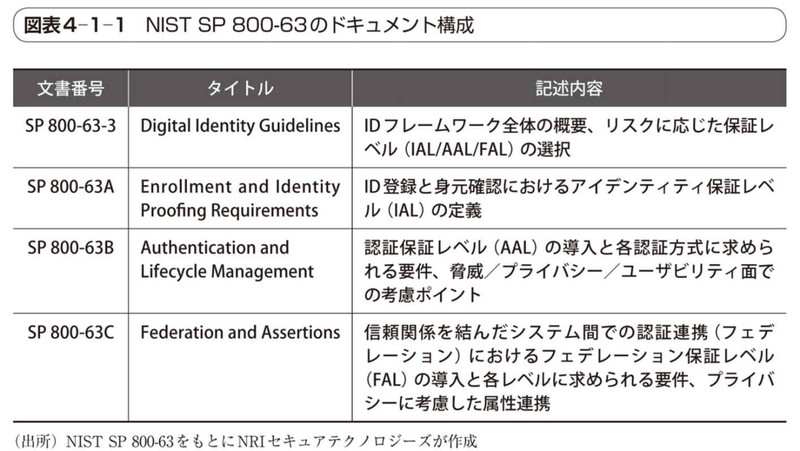 図表4-1-1 NIST SP 800-63のドキュメント構成
文書番号 タイトル 記述内容
SP 800-63-3 Digital Identity Guidelines IDフレームワーク全体の概要、リスクに応じた保証レ
ベル(IAL/AAL/FAL)の選択
SP 800-63A Enrollment and Identity ID登録と身元確認におけるアイデンティティ保証レベ
Proofing Requirements ル(IAL)の定義
SP 800-63B Authentication and 認証保証レベル(AAL)の導入と各認証方式に求めら
Lifecycle Management れる要件、脅威/プライバシー/ユーザビリティ面で
の考慮ポイント
SP 800-63C Federation and Assertions 信頼関係を結んだシステム間での認証連携(フェデ
レーション)におけるフェデレーション保証レベル
(FAL)の導入と各レベルに求められる要件、プライバ
シーに考慮した属性連携
(出所)NIST SP 800-63をもとにNRIセキュアテクノロジーズが作成